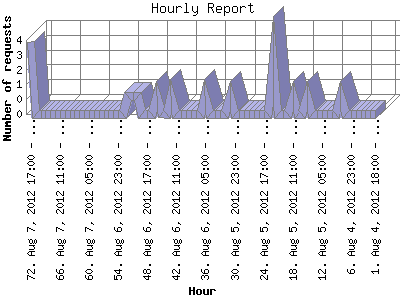 Hourly Report
Number of requests
4
3
2
1
1
0
0
72. Aug 7, 2012 17:00 - ...
66. Aug 7, 2012 11:00 - ...
60. Aug 7, 2012 05:00 - ...
54. Aug 6, 2012 23:00 - ...
48. Aug 6, 2012 17:00 - ...
42. Aug 6, 2012 11:00 - ...
36. Aug 6, 2012 05:00 - ...
30. Aug 5, 2012 23:00 - ...
24. Aug 5, 2012 17:00 - ...
18. Aug 5, 2012 11:00 - ...
12. Aug 5, 2012 05:00 - ...
6. Aug 4, 2012 23:00 - ...
1. Aug 4, 2012 18:00 - ...
Hour